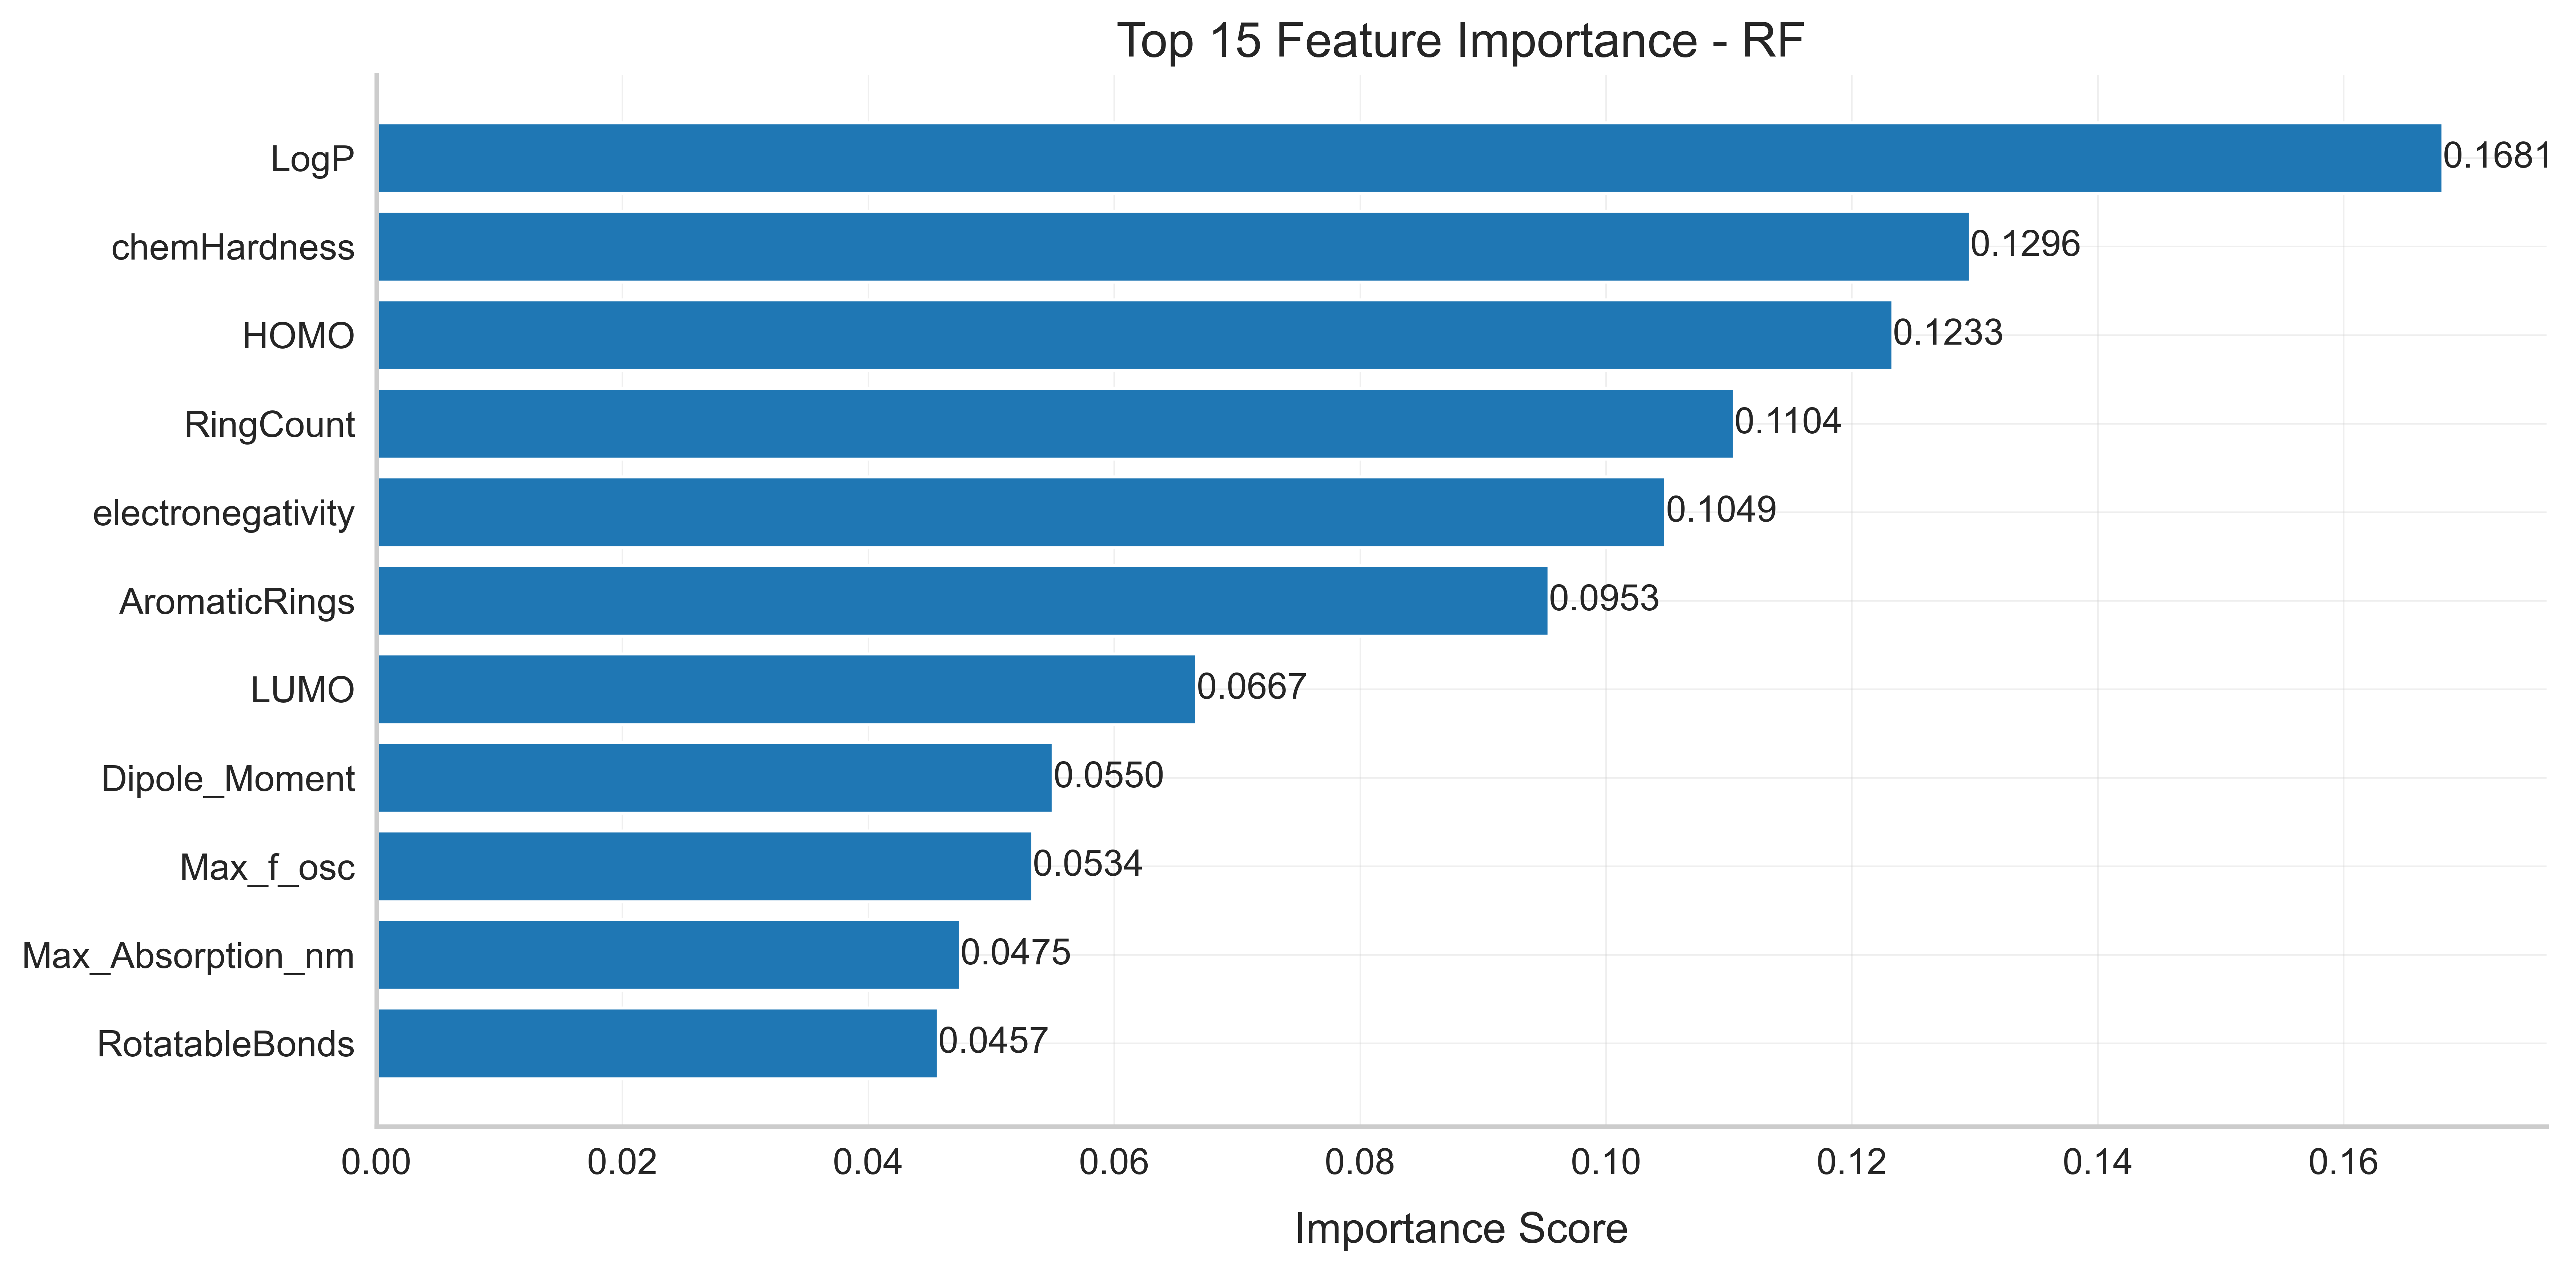 Top 15 Feature Importance - RF
LogP
0.1681
chemHardness
0.1296
HOMO
0.1233
RingCount
0.1104
electronegativity
0.1049
AromaticRings
0.0953
LUMO
0.0667
Dipole_Moment
0.0550
Max_f_osc
0.0534
Max_Absorption_nm
0.0475
RotatableBonds
0.0457
0.00 0.02 0.04 0.06 0.08 0.10 0.12 0.14 0.16
Importance Score